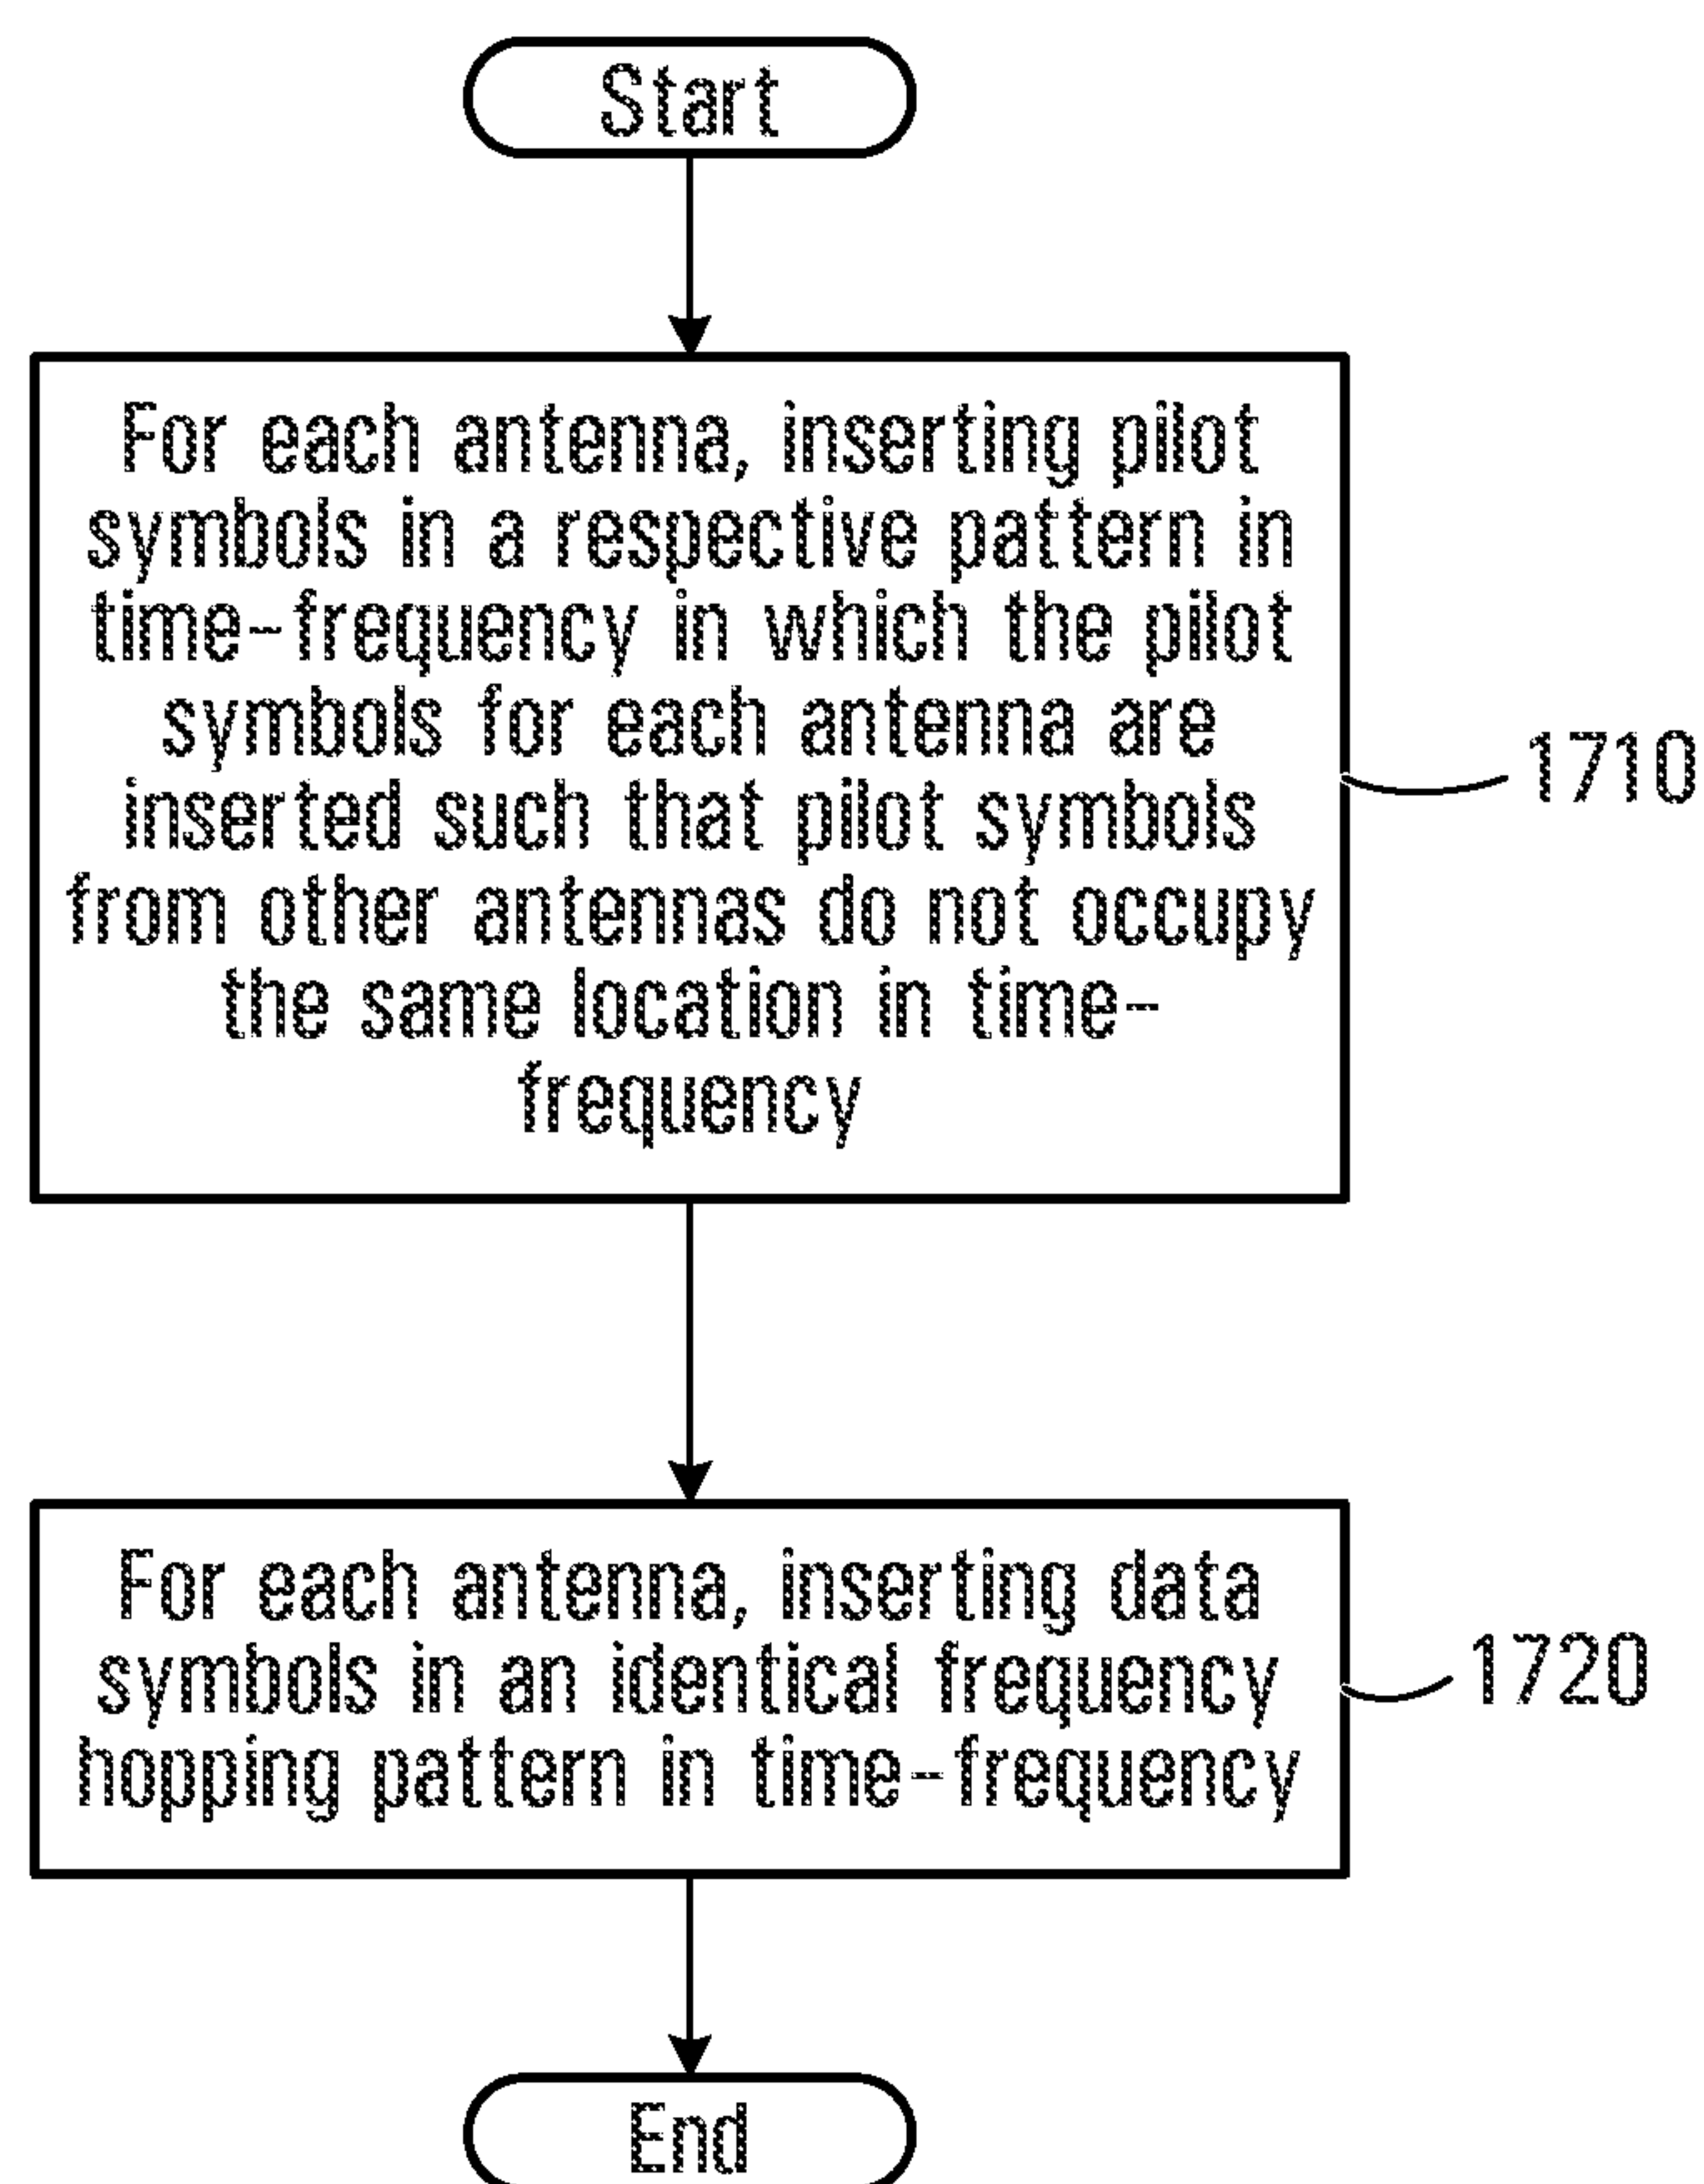 Start
For each antenna, inserting pilot
symbols in a respective pattern in
time-frequency in which the pilot
symbols for each antenna are
inserted such that pilot symbols
from other antennas do not occupy
the same location in time-
frequency
1710
For each antenna, inserting data
symbols in an identical frequency
hopping pattern in time-frequency
1720
End